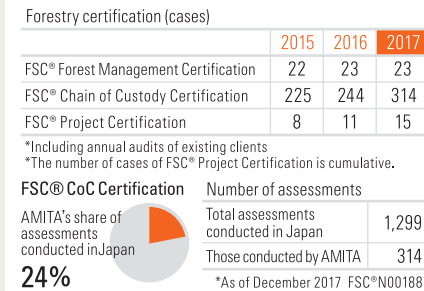 Forestry certification (cases)
2015 2016 2017
FSC® Forest Management Certification 22 23 23
FSC® Chain of Custody Certification 225 244 314
FSC® Project Certification 8 11 15
*Including annual audits of existing clients
*The number of cases of FSC® Project Certification is cumulative.
FSC® CoC Certification
AMITA's share of
assessments
conducted inJapan
24%
Number of assessments
Total assessments
conducted in Japan 1,299
Those conducted by AMITA 314
*As of December 2017 FSC®N00188